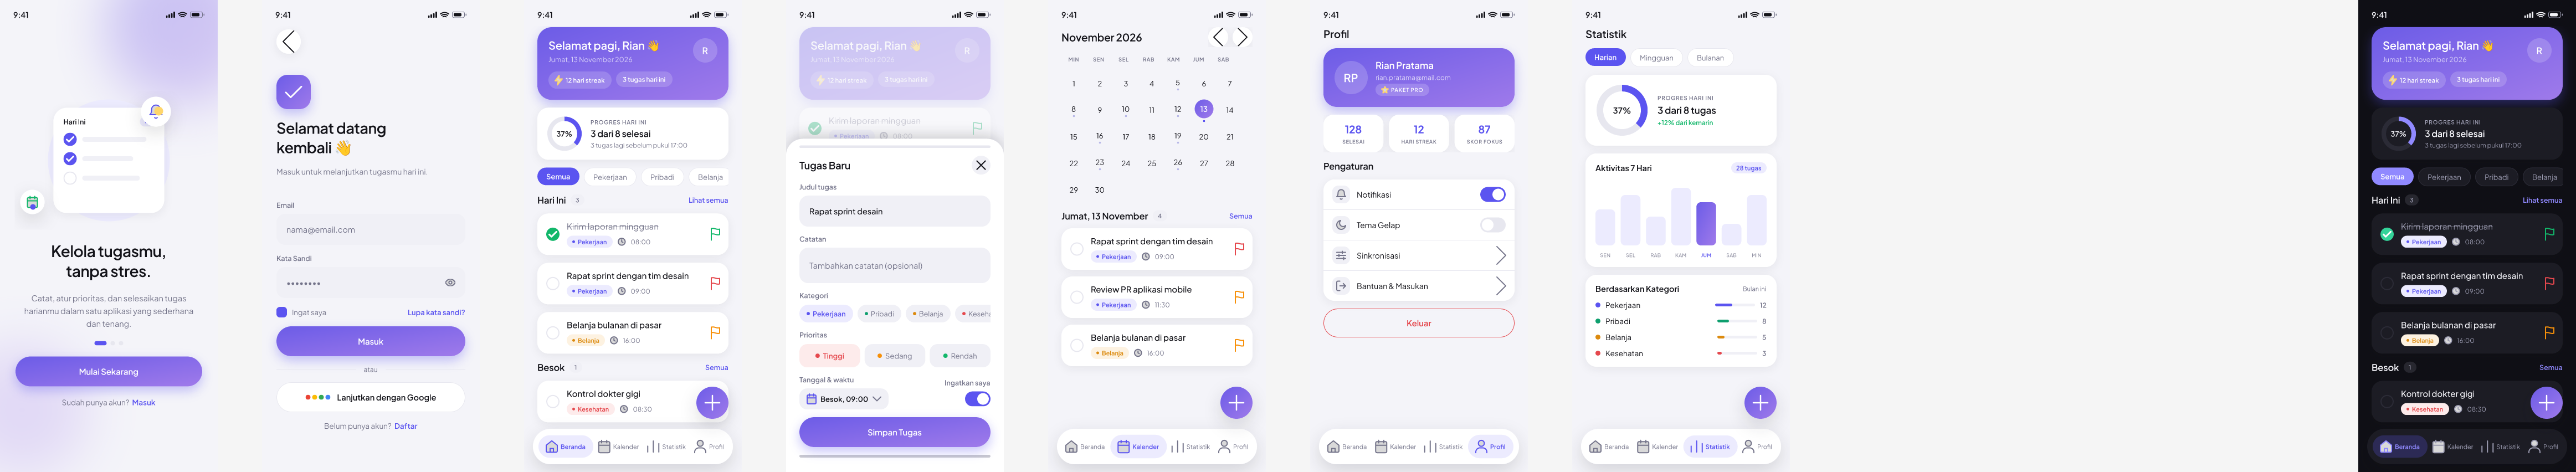 9:41
Hari Ini
Kelola tugasmu,
tanpa stres.
Catat, atur prioritas, dan selesaikan tugas
harianmu dalam satu aplikasi yang sederhana
dan tenang.
Mulai Sekarang
Sudah punya akun? Masuk
9:41
Selamat datang
kembali 👋
Masuk untuk melanjutkan tugasmu hari ini.
Email
nama@email.com
Kata Sandi
••••••••
Ingat saya
Lupa kata sandi?
Masuk
atau
Lanjutkan dengan Google
Belum punya akun? Daftar
9:41
Selamat pagi, Rian 👋
R
Jumat, 13 November 2026
12 hari streak
3 tugas hari ini
37%
PROGRES HARI INI
3 dari 8 selesai
3 tugas lagi sebelum pukul 17:00
Semua
Pekerjaan
Pribadi
Belanja
Hari Ini 3
Lihat semua
Kirim laporan mingguan
Pekerjaan
08:00
Rapat sprint dengan tim desain
Pekerjaan
09:00
Belanja bulanan di pasar
Belanja
16:00
Besok 1
Semua
Kontrol dokter gigi
Kesehatan
08:30
Beranda
Kalender
Statistik
Profil
9:41
Selamat pagi, Rian 👋
R
Jumat, 13 November 2026
12 hari streak
3 tugas hari ini
Kirim laporan mingguan
Pekerjaan
08:00
Tugas Baru
Judul tugas
Rapat sprint desain
Catatan
Tambahkan catatan (opsional)
Kategori
Pekerjaan
Pribadi
Belanja
Keseha
Prioritas
Tinggi
Sedang
Rendah
Tanggal & waktu
Ingatkan saya
Besok, 09:00
Simpan Tugas
9:41
November 2026
MIN SEN SEL RAB KAM JUM SAB
1 2 3 4 5 6 7
8 9 10 11 12 13 14
15 16 17 18 19 20 21
22 23 24 25 26 27 28
29 30
Jumat, 13 November 4
Semua
Rapat sprint dengan tim desain
Pekerjaan
09:00
Review PR aplikasi mobile
Pekerjaan
11:30
Belanja bulanan di pasar
Belanja
16:00
Beranda
Kalender
Statistik
Profil
9:41
Profil
RP
Rian Pratama
rian.pratama@mail.com
PAKET PRO
128
SELESAI
12
HARI STREAK
87
SKOR FOKUS
Pengaturan
Notifikasi
Tema Gelap
Sinkronisasi
Bantuan & Masukan
Keluar
Beranda
Kalender
Statistik
Profil
9:41
Statistik
Harian
Mingguan
Bulanan
37%
PROGRES HARI INI
3 dari 8 tugas
+12% dari kemarin
Aktivitas 7 Hari
28 tugas
SEN SEL RAB KAM JUM SAB MIN
Berdasarkan Kategori
Bulan ini
Pekerjaan 12
Pribadi 8
Belanja 5
Kesehatan 3
Beranda
Kalender
Statistik
Profil
9:41
Selamat pagi, Rian 👋
R
Jumat, 13 November 2026
12 hari streak
3 tugas hari ini
37%
PROGRES HARI INI
3 dari 8 selesai
3 tugas lagi sebelum pukul 17:00
Semua
Pekerjaan
Pribadi
Belanja
Hari Ini 3
Lihat semua
Kirim laporan mingguan
Pekerjaan
08:00
Rapat sprint dengan tim desain
Pekerjaan
09:00
Belanja bulanan di pasar
Belanja
16:00
Besok 1
Semua
Kontrol dokter gigi
Kesehatan
08:30
Beranda
Kalender
Statistik
Profil